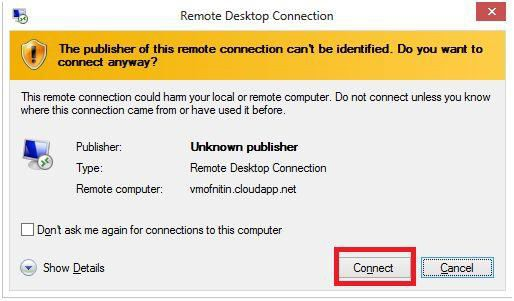 Remote Desktop Connection
The publisher of this remote connection can't be identified. Do you want to
connect anyway?
This remote connection could harm your local or remote computer. Do not connect unless you know
where this connection came from or have used it before.
Publisher: Unknown publisher
Type: Remote Desktop Connection
Remote computer: vmofnitin.cloudapp.net
Don't ask me again for connections to this computer
Show Details Connect Cancel